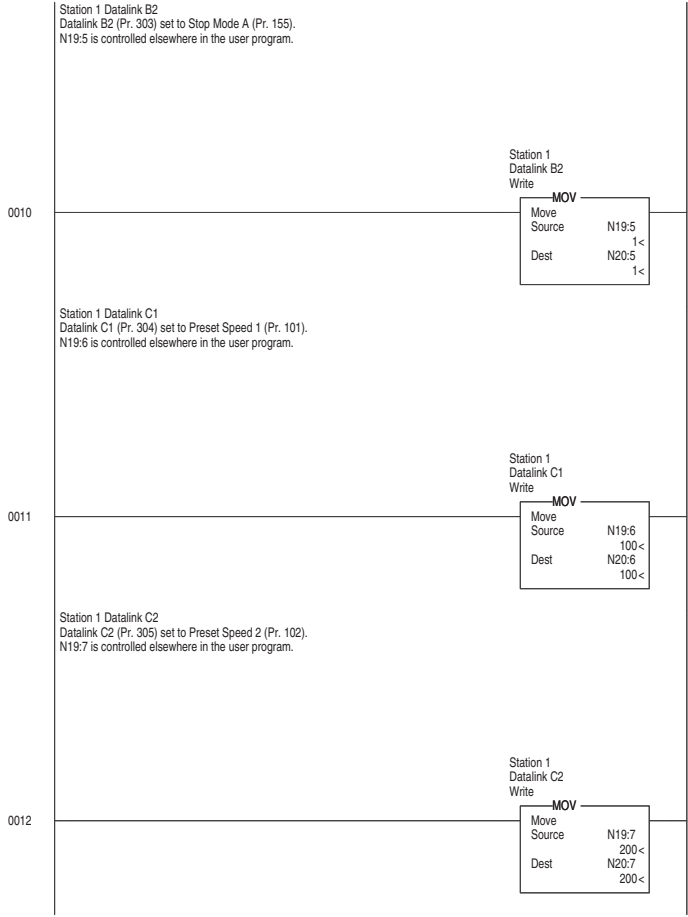 Station 1 Datalink B2
Datalink B2 (Pr. 303) set to Stop Mode A (Pr. 155).
N19:5 is controlled elsewhere in the user program.
Station 1
Datalink B2
Write
MOV
0010
Move
Source N19:5
1<
Dest N20:5
1<
Station 1 Datalink C1
Datalink C1 (Pr. 304) set to Preset Speed 1 (Pr. 101).
N19:6 is controlled elsewhere in the user program.
Station 1
Datalink C1
Write
MOV
0011
Move
Source N19:6
100<
Dest N20:6
100<
Station 1 Datalink C2
Datalink C2 (Pr. 305) set to Preset Speed 2 (Pr. 102).
N19:7 is controlled elsewhere in the user program.
Station 1
Datalink C2
Write
MOV
0012
Move
Source N19:7
200<
Dest N20:7
200<